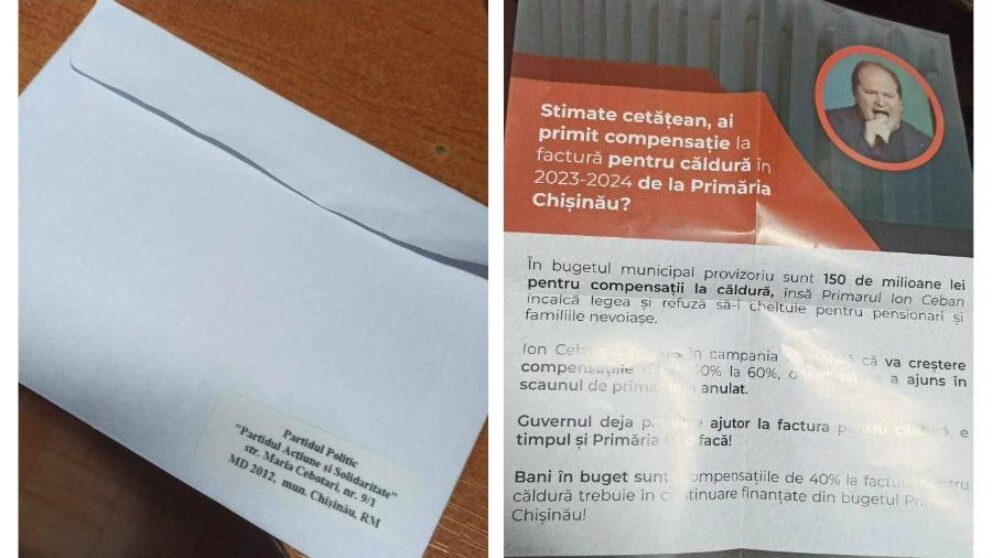 Partidul Politic
"Partidul Acțiune și Solidaritate"
str. Maria Cebotari, nr. 9/1
MD 2012, mun. Chișinău, RM
Stimate cetățean, ai
primit compensație la
factură pentru căldură în
2023-2024 de la Primăria
Chișinău?
În bugetul municipal provizoriu sunt 150 de milioane lei
pentru compensații la căldură, însă Primarul Ion Ceban
încalcă legea și refuză să-i cheltuie pentru pensionari și
familiile nevoiașe.
Ion în campania că va creștere
compensațiile la 60%, a ajuns în
scaunul de anulat.
Guvernul deja ajutor la factura pentru căldură, e
timpul și Primăria facă!
Bani în buget sunt compensațiile de 40% la
căldură trebuie în continuare finanțate din bugetul
Chișinău!